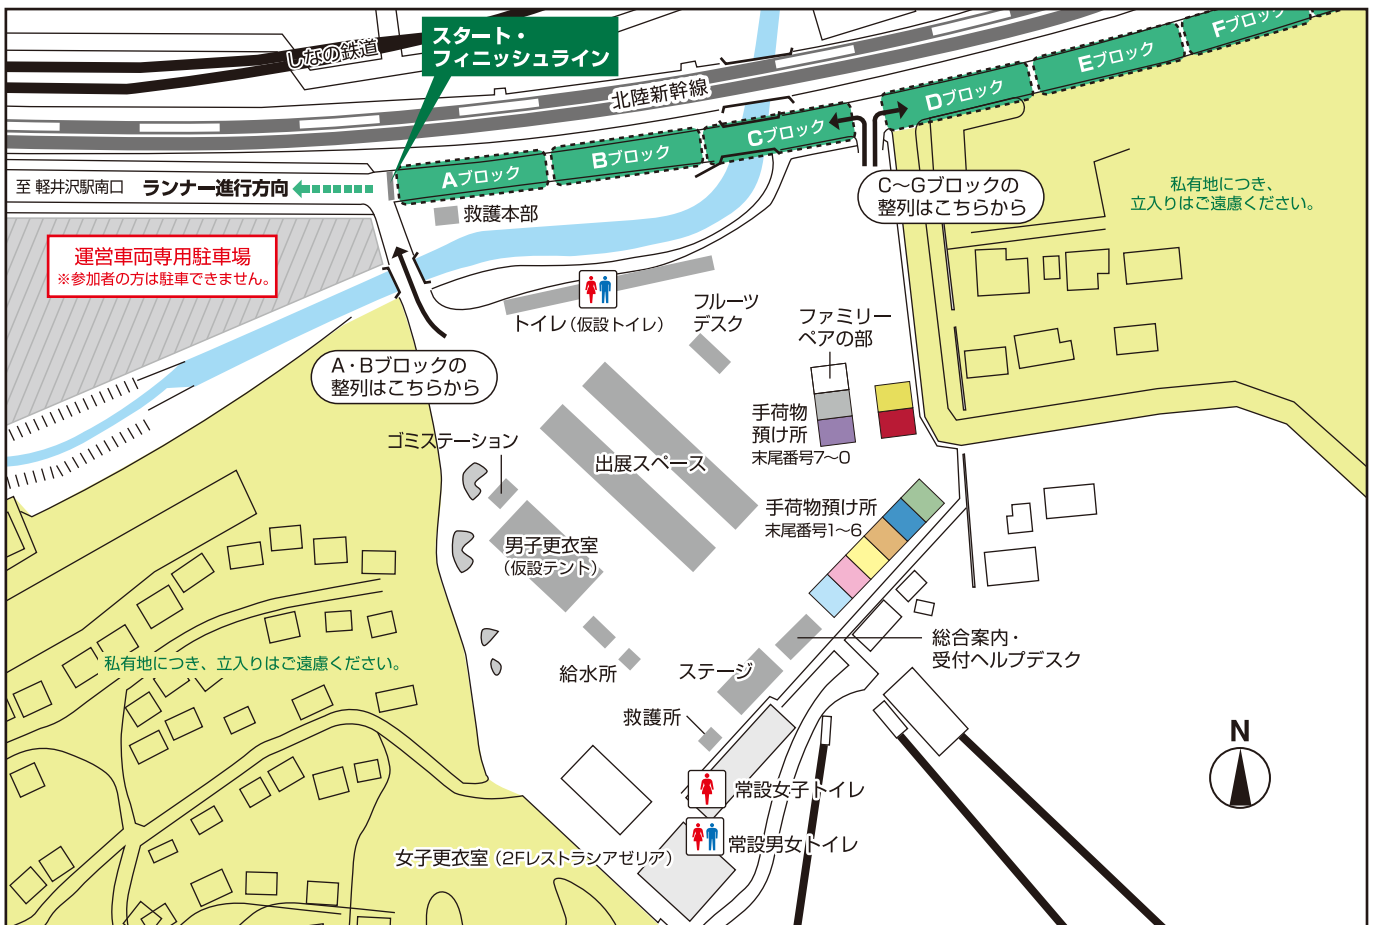 しなの鉄道
スタート・
フィニッシュライン
北陸新幹線
Aブロック
Bブロック
Cブロック
Dブロック
Eブロック
Fブロック
至 軽井沢駅南口
ランナー進行方向
救護本部
C〜Gブロックの
整列はこちらから
私有地につき、
立入りはご遠慮ください。
運営車両専用駐車場
※参加者の方は駐車できません。
トイレ（仮設トイレ）
フルーツ
デスク
ファミリー
ペアの部
A・Bブロックの
整列はこちらから
手荷物
預け所
末尾番号7〜0
ゴミステーション
出展スペース
手荷物預け所
末尾番号1〜6
男子更衣室
（仮設テント）
総合案内・
受付ヘルプデスク
私有地につき、立入りはご遠慮ください。
給水所
ステージ
救護所
N
常設女子トイレ
常設男女トイレ
女子更衣室（2Fレストラシアゼリア）